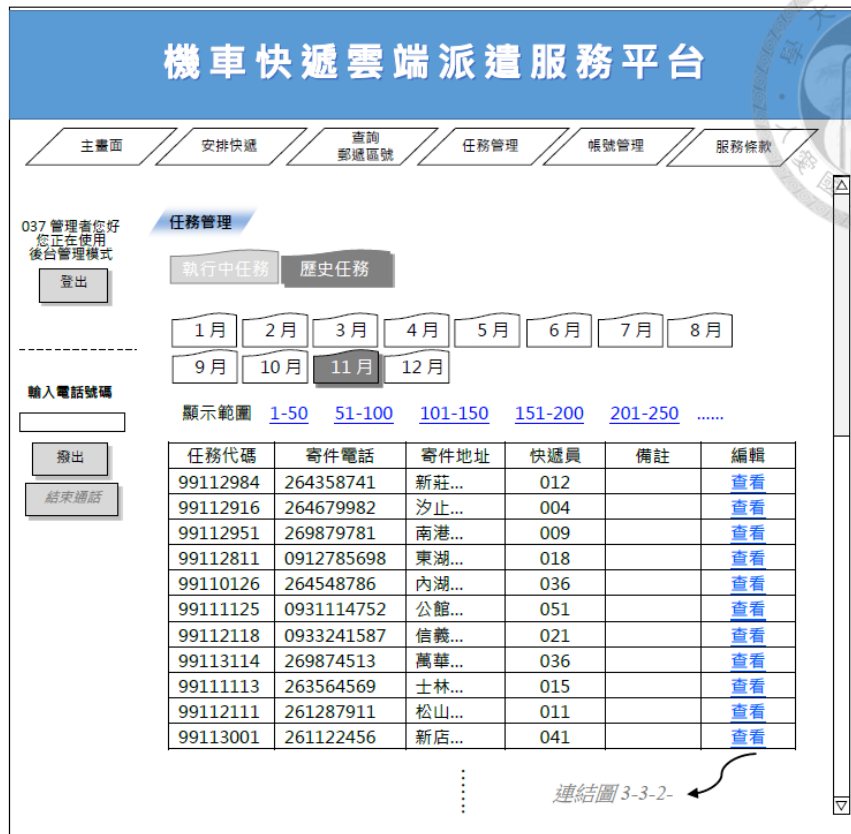 機車快遞雲端派遣服務平台
主畫面 安排快遞 查詢 郵遞區號 任務管理 帳號管理 服務條款
037 管理者您好
您正在使用
後台管理模式
登出
輸入電話號碼
撥出
結束通話
任務管理
執行中任務 歷史任務
1 月 2 月 3 月 4 月 5 月 6 月 7 月 8 月
9 月 10 月 11 月 12 月
顯示範圍 1-50 51-100 101-150 151-200 201-250 ......
任務代碼 寄件電話 寄件地址 快遞員 備註 編輯
99112984 264358741 新莊... 012 查看
99112916 264679982 汐止... 004 查看
99112951 269879781 南港... 009 查看
99112811 0912785698 東湖... 018 查看
99110126 264548786 內湖... 036 查看
99111125 0931114752 公館... 051 查看
99112118 0933241587 信義... 021 查看
99113114 269874513 萬華... 036 查看
99111113 263564569 士林... 015 查看
99112111 261287911 松山... 011 查看
99113001 261122456 新店... 041 查看
連結圖 3-3-2-